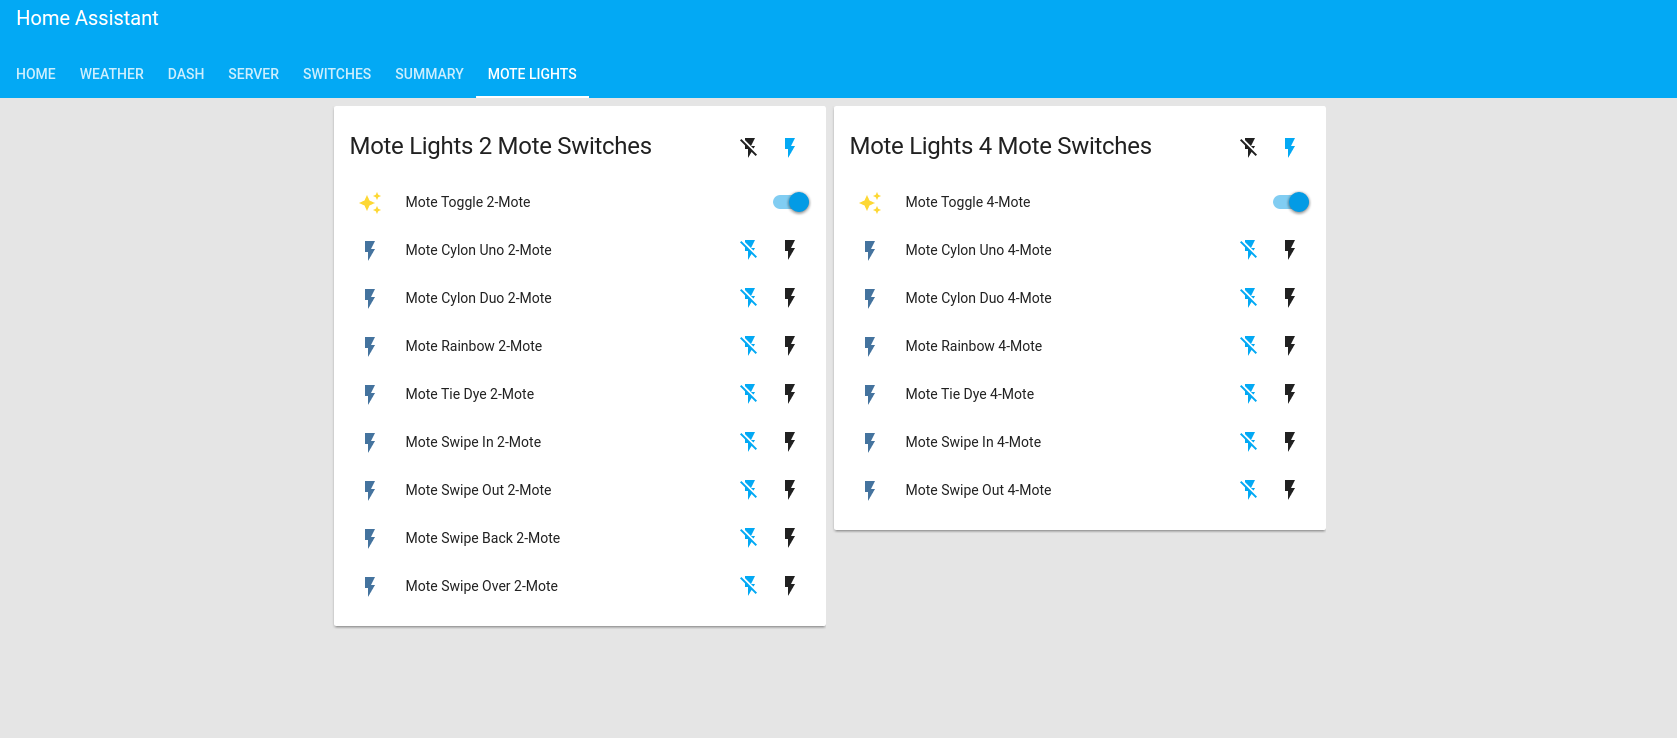 Home Assistant
HOME WEATHER DASH SERVER SWITCHES SUMMARY MOTE LIGHTS
Mote Lights 2 Mote Switches
Mote Toggle 2-Mote
Mote Cylon Uno 2-Mote
Mote Cylon Duo 2-Mote
Mote Rainbow 2-Mote
Mote Tie Dye 2-Mote
Mote Swipe In 2-Mote
Mote Swipe Out 2-Mote
Mote Swipe Back 2-Mote
Mote Swipe Over 2-Mote
Mote Lights 4 Mote Switches
Mote Toggle 4-Mote
Mote Cylon Uno 4-Mote
Mote Cylon Duo 4-Mote
Mote Rainbow 4-Mote
Mote Tie Dye 4-Mote
Mote Swipe In 4-Mote
Mote Swipe Out 4-Mote